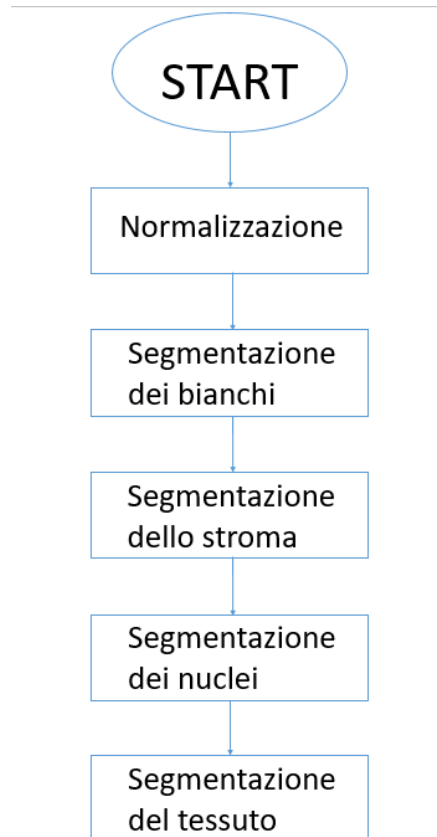 START
Normalizzazione
Segmentazione
dei bianchi
Segmentazione
dello stroma
Segmentazione
dei nuclei
Segmentazione
del tessuto